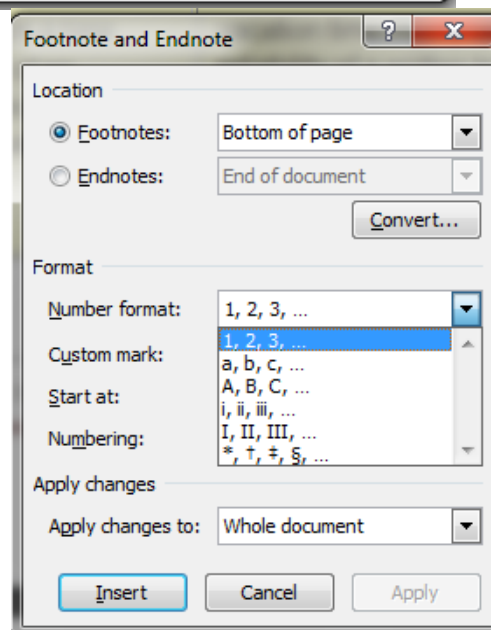 Footnote and Endnote
Location
Footnotes: Bottom of page
Endnotes: End of document
Convert...
Format
Number format: 1, 2, 3, ...
1, 2, 3, ...
Custom mark: a, b, c, ...
A, B, C, ...
Start at: i, ii, iii, ...
I, II, III, ...
Numbering: *, †, ‡, §, ...
Apply changes
Apply changes to: Whole document
Insert Cancel Apply